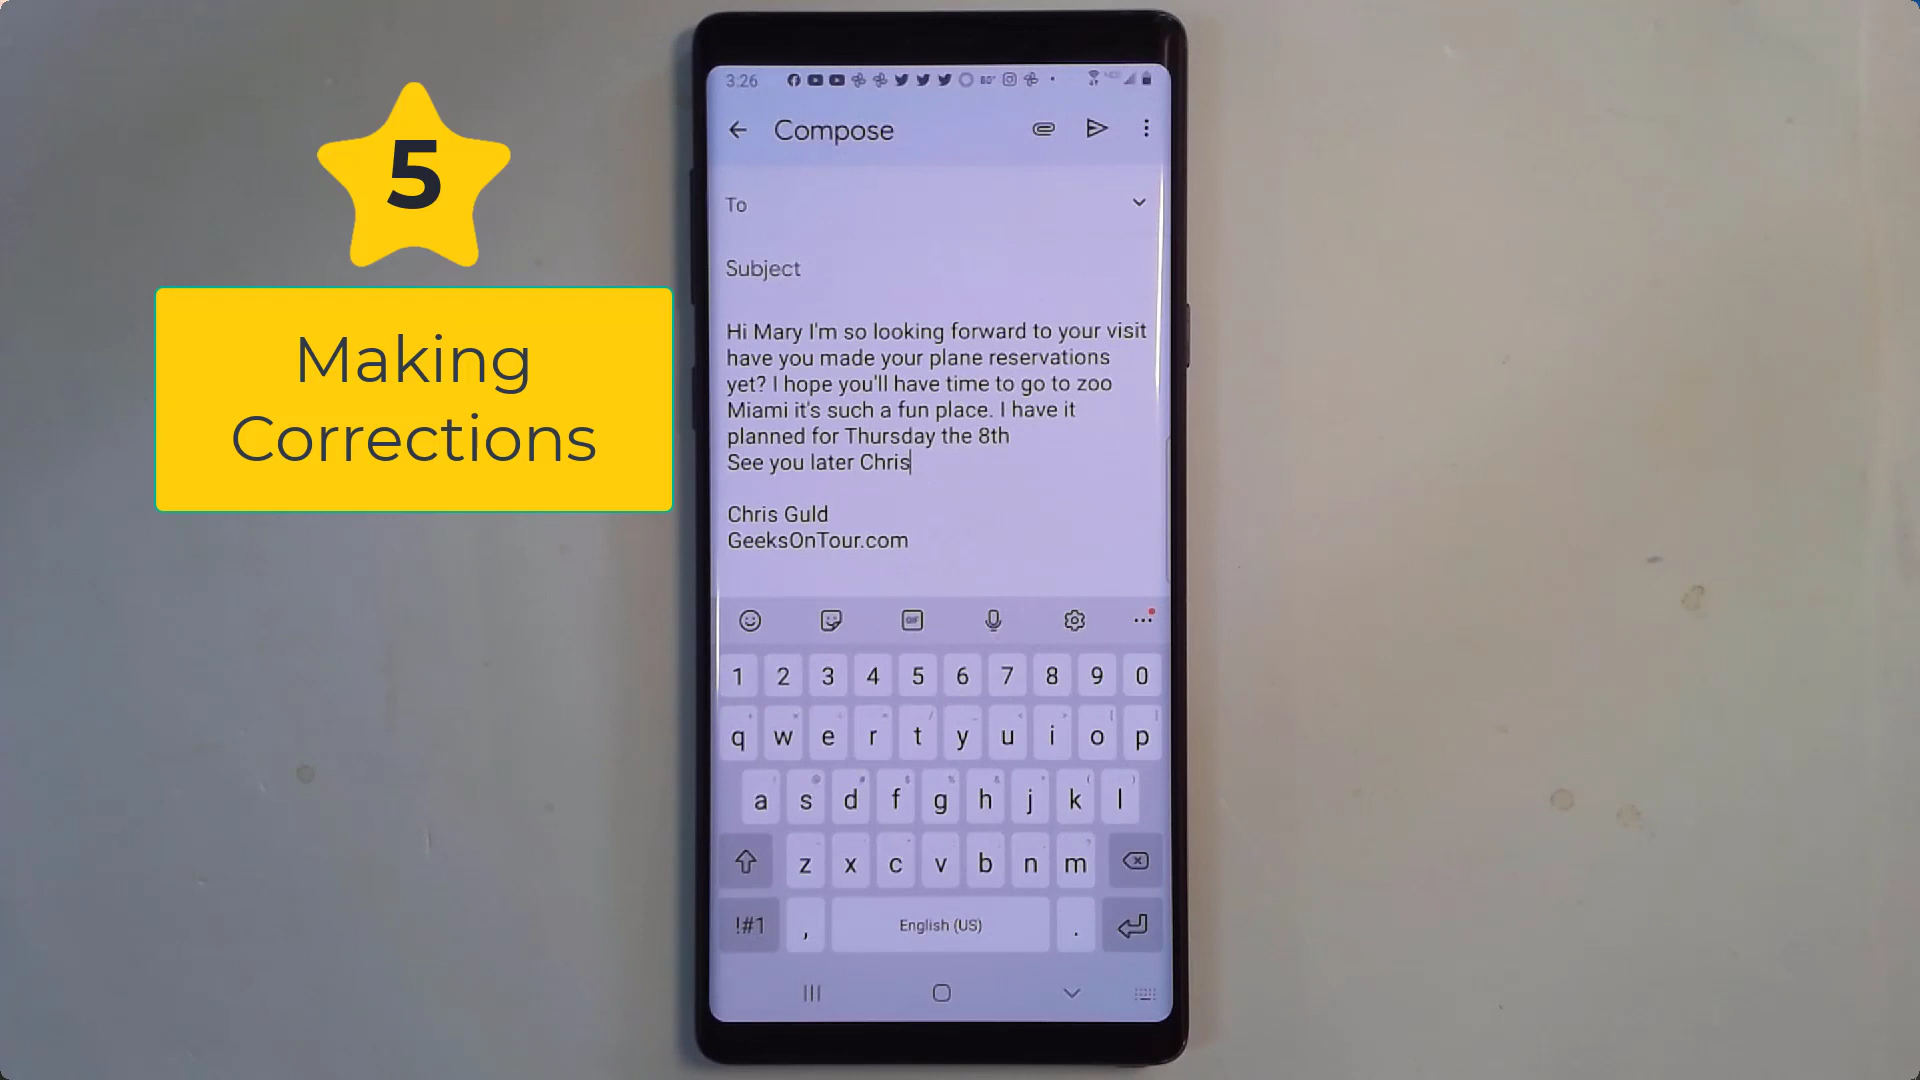 5
Making
Corrections
3:26
60°
Compose
To
Subject
Hi Mary I'm so looking forward to your visit
have you made your plane reservations
yet? I hope you'll have time to go to zoo
Miami it's such a fun place. I have it
planned for Thursday the 8th
See you later Chris
Chris Guld
GeeksOnTour.com
GIF
1 2 3 4 5 6 7 8 9 0
q w e r t y u i o p
a s d f g h j k l
z x c v b n m
!#1 , English (US) .